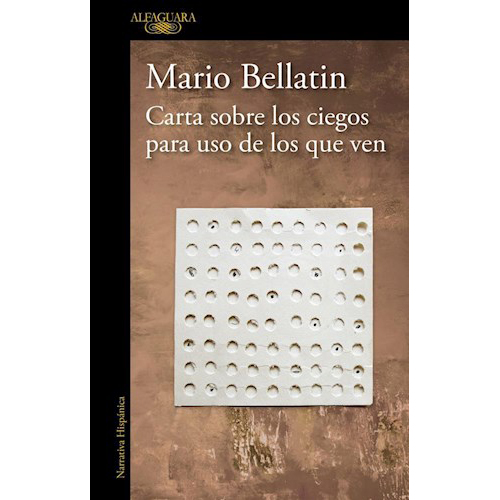 ALFAGUARA
Mario Bellatin
Carta sobre los ciegos
para uso de los que ven
Narrativa Hispánica